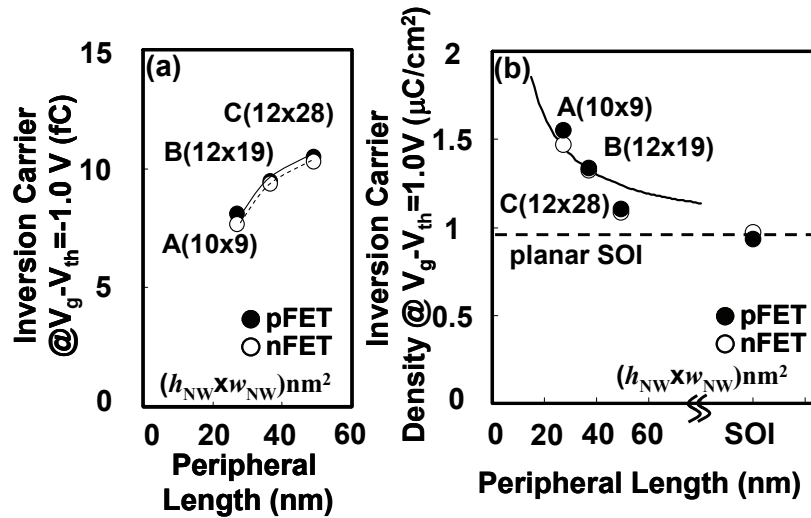 (a)
Inversion Carrier
@Vg-Vth=-1.0 V (fC)
15
10
5
0
C(12x28)
B(12x19)
A(10x9)
pFET
nFET
(hNWxwNW)nm²
0 20 40 60
Peripheral
Length (nm)
(b)
Inversion Carrier
Density @ Vg-Vth=1.0V (μC/cm²)
2
1.5
1
0.5
0
A(10x9)
B(12x19)
C(12x28)
planar SOI
pFET
nFET
(hNWxwNW)nm²
0 20 40 60 SOI
Peripheral Length (nm)